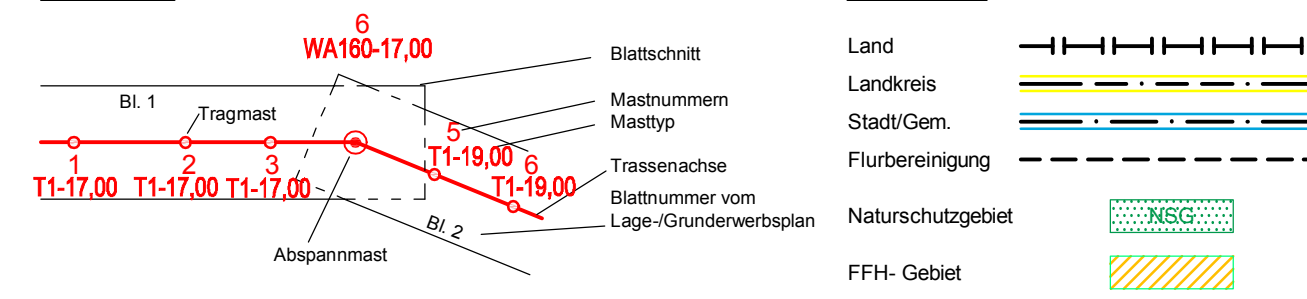 6
WA160-17,00
Blattschnitt
Bl. 1
Tragmast
Mastnummern
Masttyp
1
2
3
5
6
T1-17,00
T1-17,00
T1-17,00
T1-19,00
T1-19,00
Trassenachse
Blattnummer vom
Lage-/Grunderwerbsplan
Bl. 2
Abspannmast
Land
Landkreis
Stadt/Gem.
Flurbereinigung
Naturschutzgebiet
NSG
FFH- Gebiet